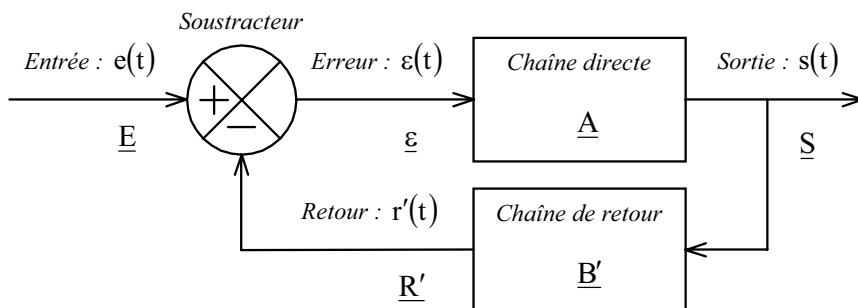 Soustracteur
Entrée : e(t)
Erreur : ε(t)
Chaîne directe
Sortie : s(t)
+
−
E
ε
A
S
Retour : r′(t)
Chaîne de retour
R′
B′